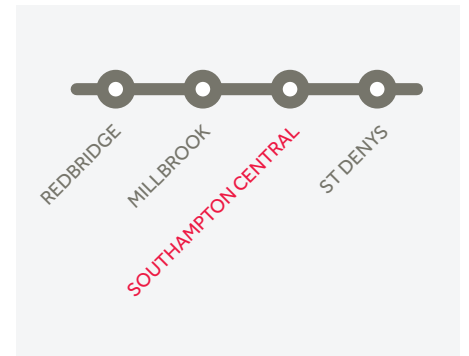 REDBRIDGE
MILLBROOK
SOUTHAMPTON CENTRAL
ST DENYS